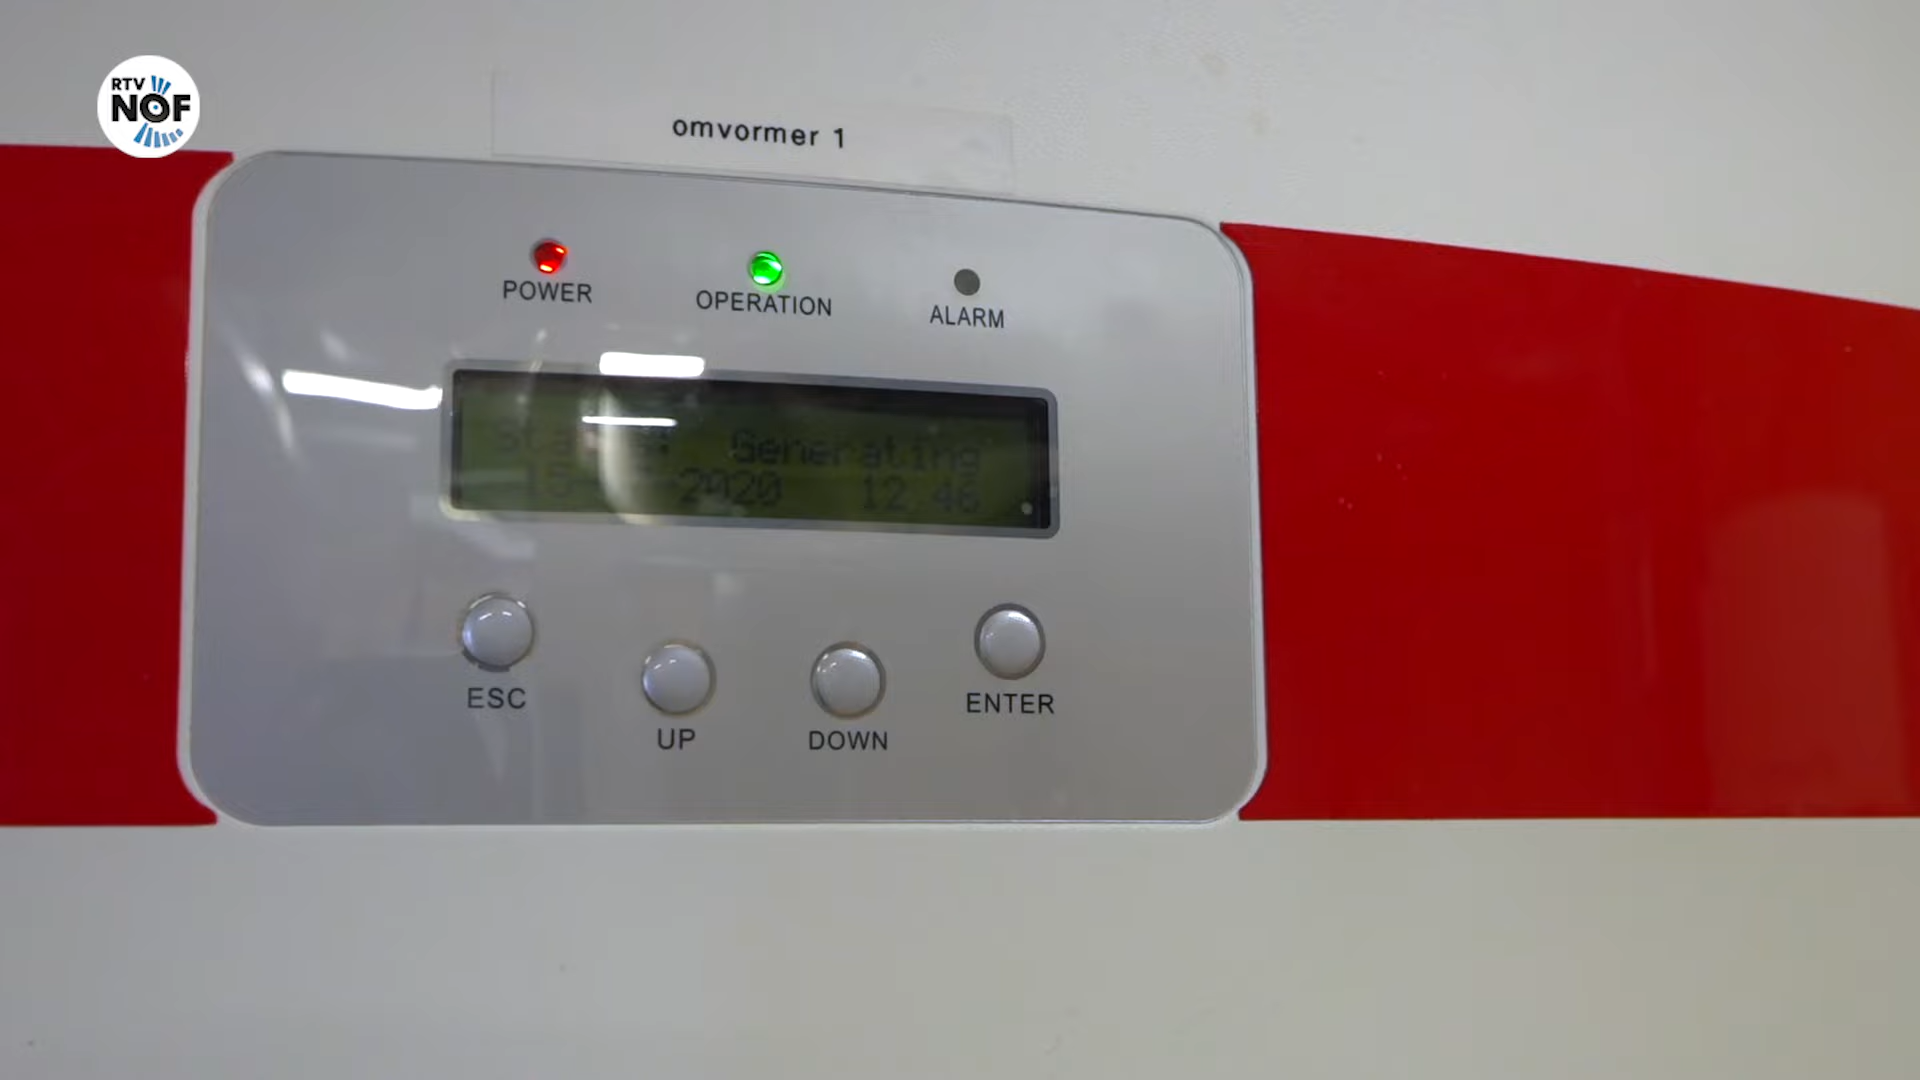 RTV
NOF
omvormer 1
POWER
OPERATION
ALARM
Generating
2020 12.46
ESC
UP
DOWN
ENTER